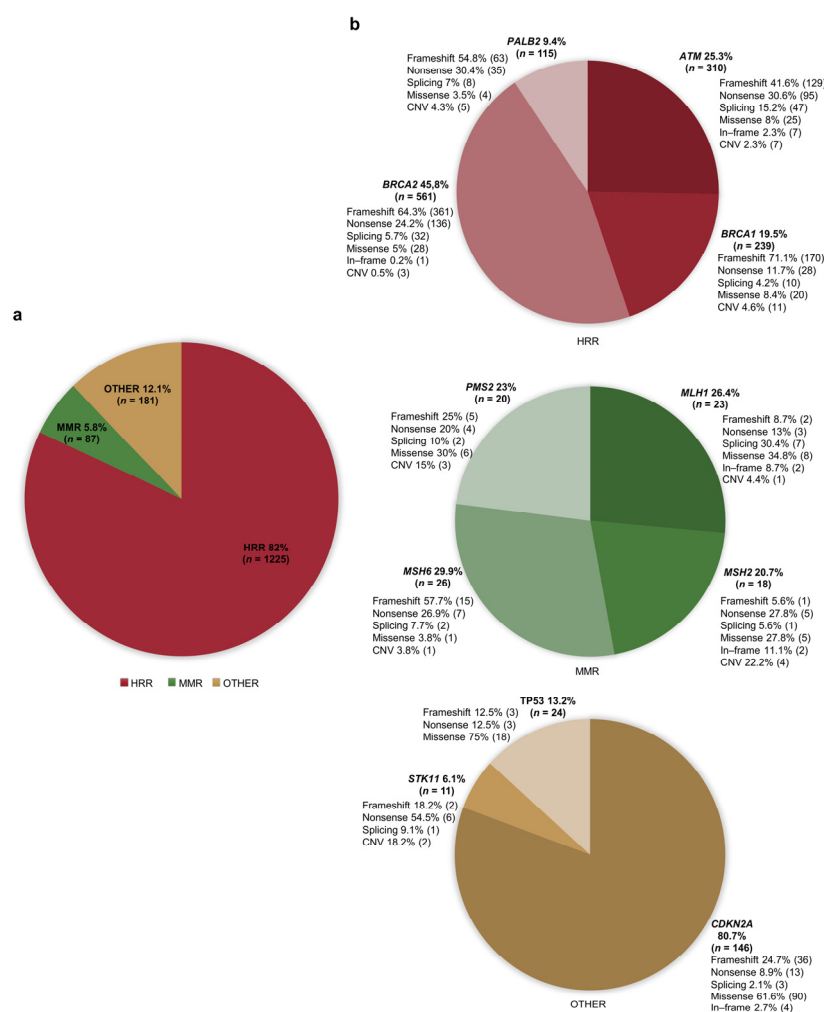 a
OTHER 12.1%
(n = 181)
MMR 5.8%
(n = 87)
HRR 82%
(n = 1225)
HRR MMR OTHER
b
PALB2 9.4%
(n = 115)
Frameshift 54.8% (63)
Nonsense 30.4% (35)
Splicing 7% (8)
Missense 3.5% (4)
CNV 4.3% (5)
ATM 25.3%
(n = 310)
Frameshift 41.6% (129)
Nonsense 30.6% (95)
Splicing 15.2% (47)
Missense 8% (25)
In–frame 2.3% (7)
CNV 2.3% (7)
BRCA2 45,8%
(n = 561)
Frameshift 64.3% (361)
Nonsense 24.2% (136)
Splicing 5.7% (32)
Missense 5% (28)
In–frame 0.2% (1)
CNV 0.5% (3)
BRCA1 19.5%
(n = 239)
Frameshift 71.1% (170)
Nonsense 11.7% (28)
Splicing 4.2% (10)
Missense 8.4% (20)
CNV 4.6% (11)
HRR
PMS2 23%
(n = 20)
Frameshift 25% (5)
Nonsense 20% (4)
Splicing 10% (2)
Missense 30% (6)
CNV 15% (3)
MLH1 26.4%
(n = 23)
Frameshift 8.7% (2)
Nonsense 13% (3)
Splicing 30.4% (7)
Missense 34.8% (8)
In–frame 8.7% (2)
CNV 4.4% (1)
MSH6 29.9%
(n = 26)
Frameshift 57.7% (15)
Nonsense 26.9% (7)
Splicing 7.7% (2)
Missense 3.8% (1)
CNV 3.8% (1)
MSH2 20.7%
(n = 18)
Frameshift 5.6% (1)
Nonsense 27.8% (5)
Splicing 5.6% (1)
Missense 27.8% (5)
In–frame 11.1% (2)
CNV 22.2% (4)
MMR
TP53 13.2%
(n = 24)
Frameshift 12.5% (3)
Nonsense 12.5% (3)
Missense 75% (18)
STK11 6.1%
(n = 11)
Frameshift 18.2% (2)
Nonsense 54.5% (6)
Splicing 9.1% (1)
CNV 18.2% (2)
CDKN2A
80.7%
(n = 146)
Frameshift 24.7% (36)
Nonsense 8.9% (13)
Splicing 2.1% (3)
Missense 61.6% (90)
In–frame 2.7% (4)
OTHER